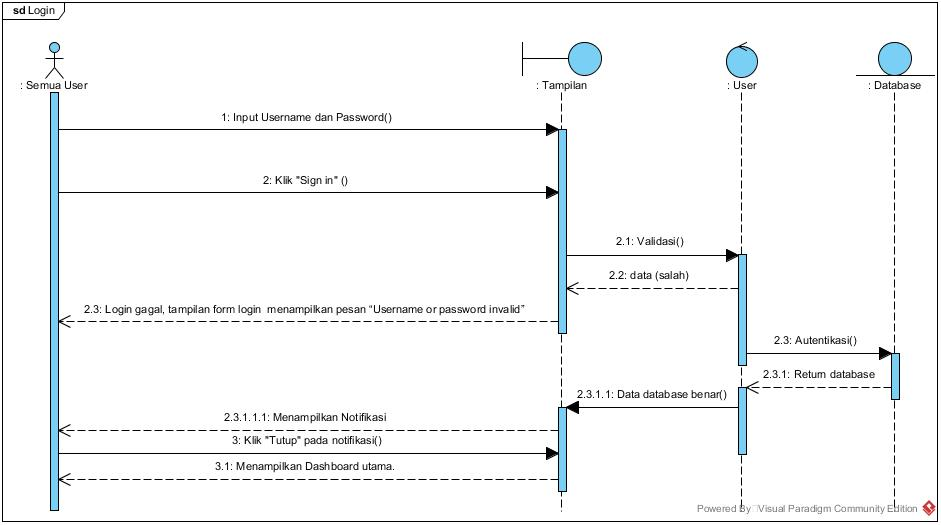 sd Login
: Semua User
: Tampilan
: User
: Database
1: Input Username dan Password()
2: Klik "Sign in" ()
2.1: Validasi()
2.2: data (salah)
2.3: Login gagal, tampilan form login  menampilkan pesan “Username or password invalid”
2.3: Autentikasi()
2.3.1: Return database
2.3.1.1: Data database benar()
2.3.1.1.1: Menampilkan Notifikasi
3: Klik "Tutup" pada notifikasi()
3.1: Menampilkan Dashboard utama.
Powered By Visual Paradigm Community Edition